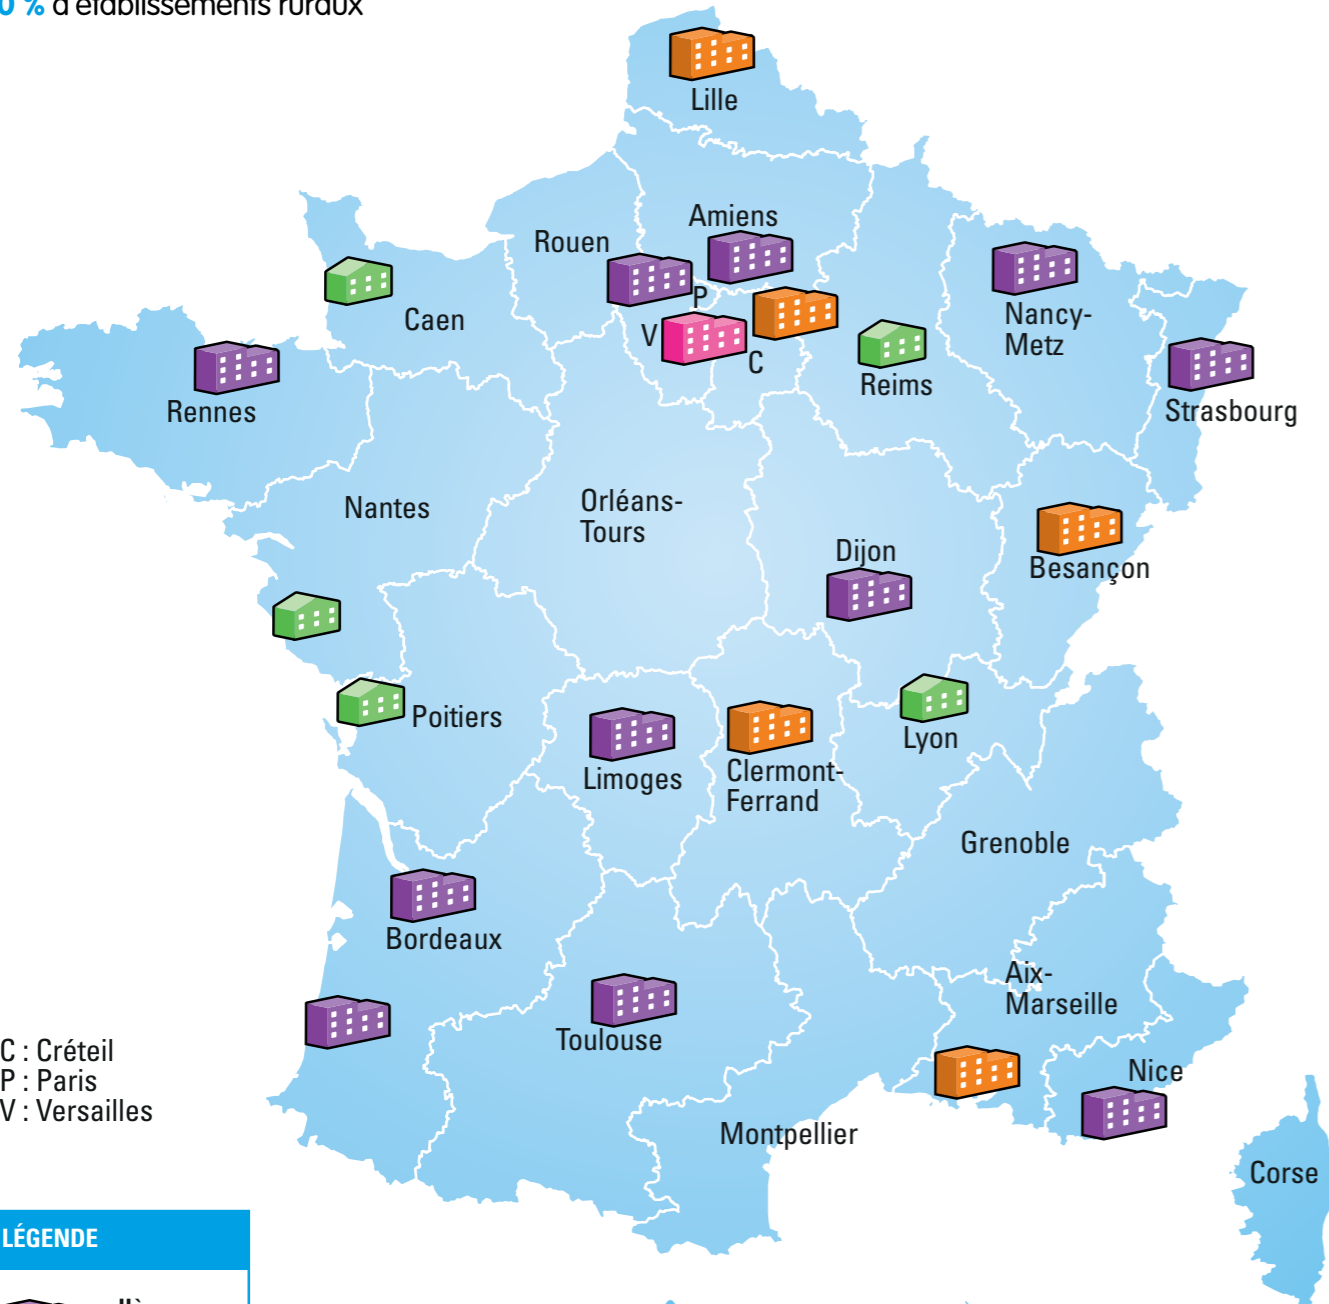 0 % d'établissements ruraux
Lille
Amiens
Rouen
P
Nancy-
Metz
Caen
V
C
Reims
Rennes
Strasbourg
Nantes
Orléans-
Tours
Dijon
Besançon
Poitiers
Lyon
Limoges
Clermont-
Ferrand
Grenoble
Bordeaux
Aix-
Marseille
Toulouse
C : Créteil
P : Paris
V : Versailles
Nice
Montpellier
Corse
LÉGENDE